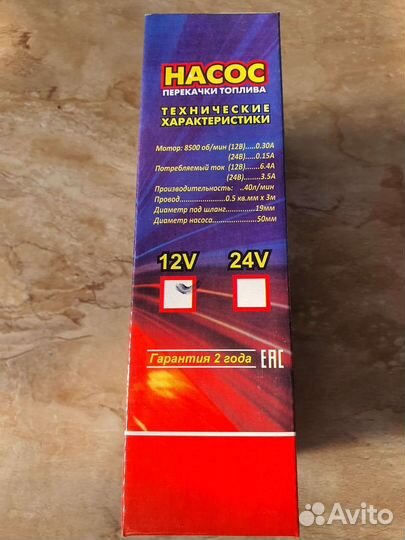 НАСОС
ПЕРЕКАЧКИ ТОПЛИВА
ТЕХНИЧЕСКИЕ
ХАРАКТЕРИСТИКИ
Мотор: 8500 об/мин (12В).....0.30А
(24В).....0.15А
Потребляемый ток (12В).......6.4А
(24В)........3.5А
Производительность: ..40л/мин
Провод......................0.5 кв.мм х 3м
Диаметр под шланг..............19мм
Диаметр насоса.....................50мм
12V 24V
Гарантия 2 года EAC
Avito